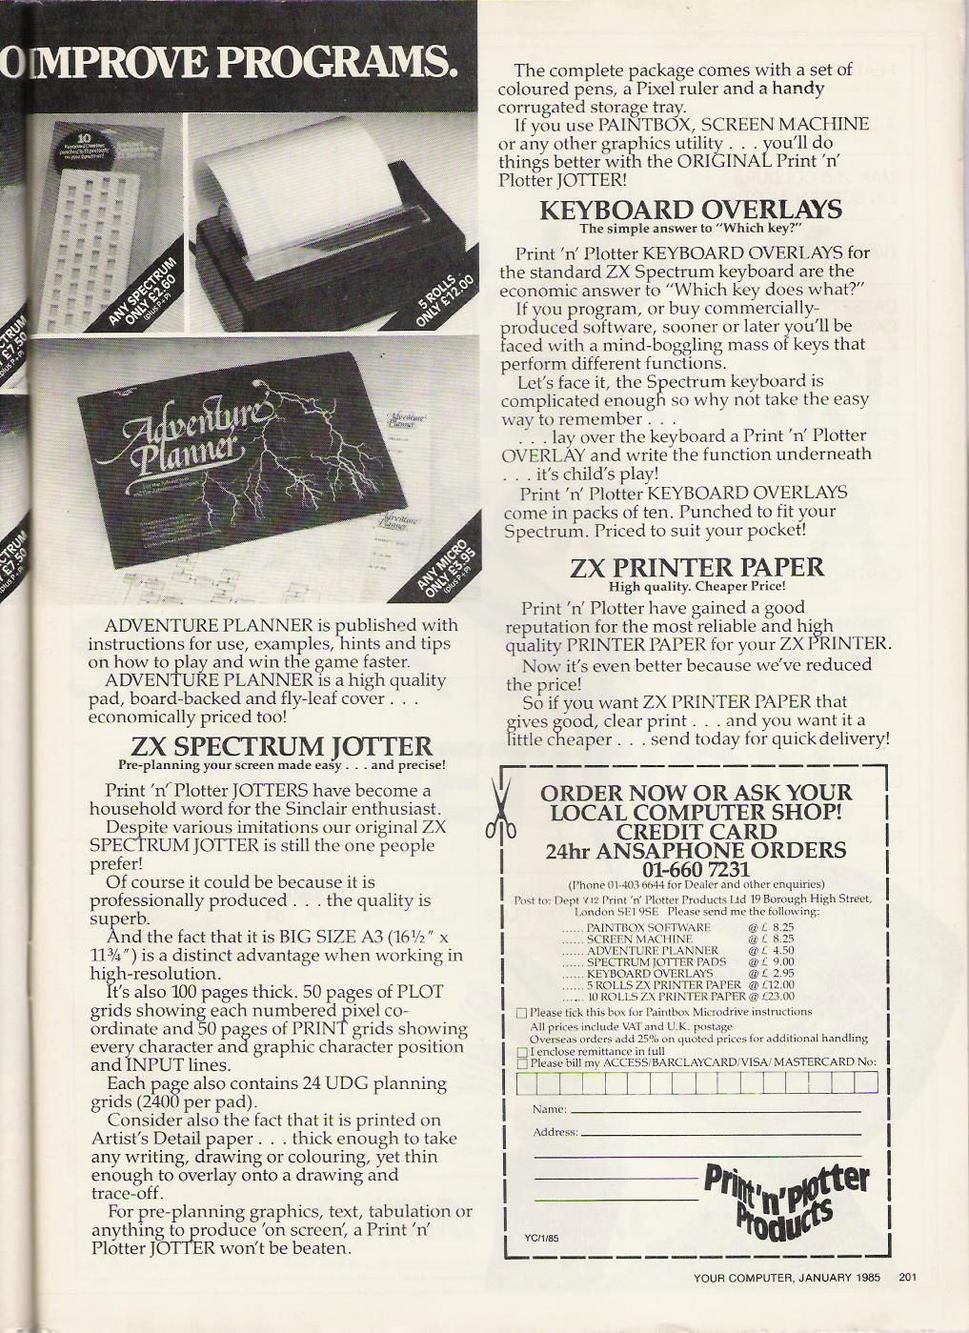 O IMPROVE PROGRAMS.
10
ANY SPECTRUM
ONLY £2.60
(plus P+P)
5 ROLLS
ONLY £12.00
CTRUM
£7.50
(plus P+P)
Adventure
Planner
Adventure
Planner
Adventure
Planner
ANY MICRO
ONLY £3.95
(plus P+P)
CTRUM
£7.50
(plus P+P)
ADVENTURE PLANNER is published with
instructions for use, examples, hints and tips
on how to play and win the game faster.
ADVENTURE PLANNER is a high quality
pad, board-backed and fly-leaf cover . . .
economically priced too!
ZX SPECTRUM JOTTER
Pre-planning your screen made easy . . . and precise!
Print 'n' Plotter JOTTERS have become a
household word for the Sinclair enthusiast.
Despite various imitations our original ZX
SPECTRUM JOTTER is still the one people
prefer!
Of course it could be because it is
professionally produced . . . the quality is
superb.
And the fact that it is BIG SIZE A3 (16½" x
11¾") is a distinct advantage when working in
high-resolution.
It's also 100 pages thick. 50 pages of PLOT
grids showing each numbered pixel co-
ordinate and 50 pages of PRINT grids showing
every character and graphic character position
and INPUT lines.
Each page also contains 24 UDG planning
grids (2400 per pad).
Consider also the fact that it is printed on
Artist's Detail paper . . . thick enough to take
any writing, drawing or colouring, yet thin
enough to overlay onto a drawing and
trace-off.
For pre-planning graphics, text, tabulation or
anything to produce 'on screen', a Print 'n'
Plotter JOTTER won't be beaten.
The complete package comes with a set of
coloured pens, a Pixel ruler and a handy
corrugated storage tray.
If you use PAINTBOX, SCREEN MACHINE
or any other graphics utility . . . you'll do
things better with the ORIGINAL Print 'n'
Plotter JOTTER!
KEYBOARD OVERLAYS
The simple answer to "Which key?"
Print 'n' Plotter KEYBOARD OVERLAYS for
the standard ZX Spectrum keyboard are the
economic answer to "Which key does what?"
If you program, or buy commercially-
produced software, sooner or later you'll be
faced with a mind-boggling mass of keys that
perform different functions.
Let's face it, the Spectrum keyboard is
complicated enough so why not take the easy
way to remember . . .
. . . lay over the keyboard a Print 'n' Plotter
OVERLAY and write the function underneath
. . . it's child's play!
Print 'n' Plotter KEYBOARD OVERLAYS
come in packs of ten. Punched to fit your
Spectrum. Priced to suit your pocket!
ZX PRINTER PAPER
High quality. Cheaper Price!
Print 'n' Plotter have gained a good
reputation for the most reliable and high
quality PRINTER PAPER for your ZX PRINTER.
Now it's even better because we've reduced
the price!
So if you want ZX PRINTER PAPER that
gives good, clear print . . . and you want it a
little cheaper . . . send today for quick delivery!
ORDER NOW OR ASK YOUR
LOCAL COMPUTER SHOP!
CREDIT CARD
24hr ANSAPHONE ORDERS
01-660 7231
(Phone 01-403 6644 for Dealer and other enquiries)
Post to: Dept Y12 Print 'n' Plotter Products Ltd 19 Borough High Street,
London SE1 9SE Please send me the following:
...... PAINTBOX SOFTWARE @ £ 8.25
...... SCREEN MACHINE @ £ 8.25
...... ADVENTURE PLANNER @ £ 4.50
...... SPECTRUM JOTTER PADS @ £ 9.00
...... KEYBOARD OVERLAYS @ £ 2.95
...... 5 ROLLS ZX PRINTER PAPER @ £12.00
...... 10 ROLLS ZX PRINTER PAPER @ £23.00
Please tick this box for Paintbox Microdrive instructions
All prices include VAT and U.K. postage
Overseas orders add 25% on quoted prices for additional handling
I enclose remittance in full
Please bill my ACCESS/BARCLAYCARD/VISA/MASTERCARD No:
Name:
Address:
Print 'n' Plotter
Products
YC/1/85
YOUR COMPUTER, JANUARY 1985 201